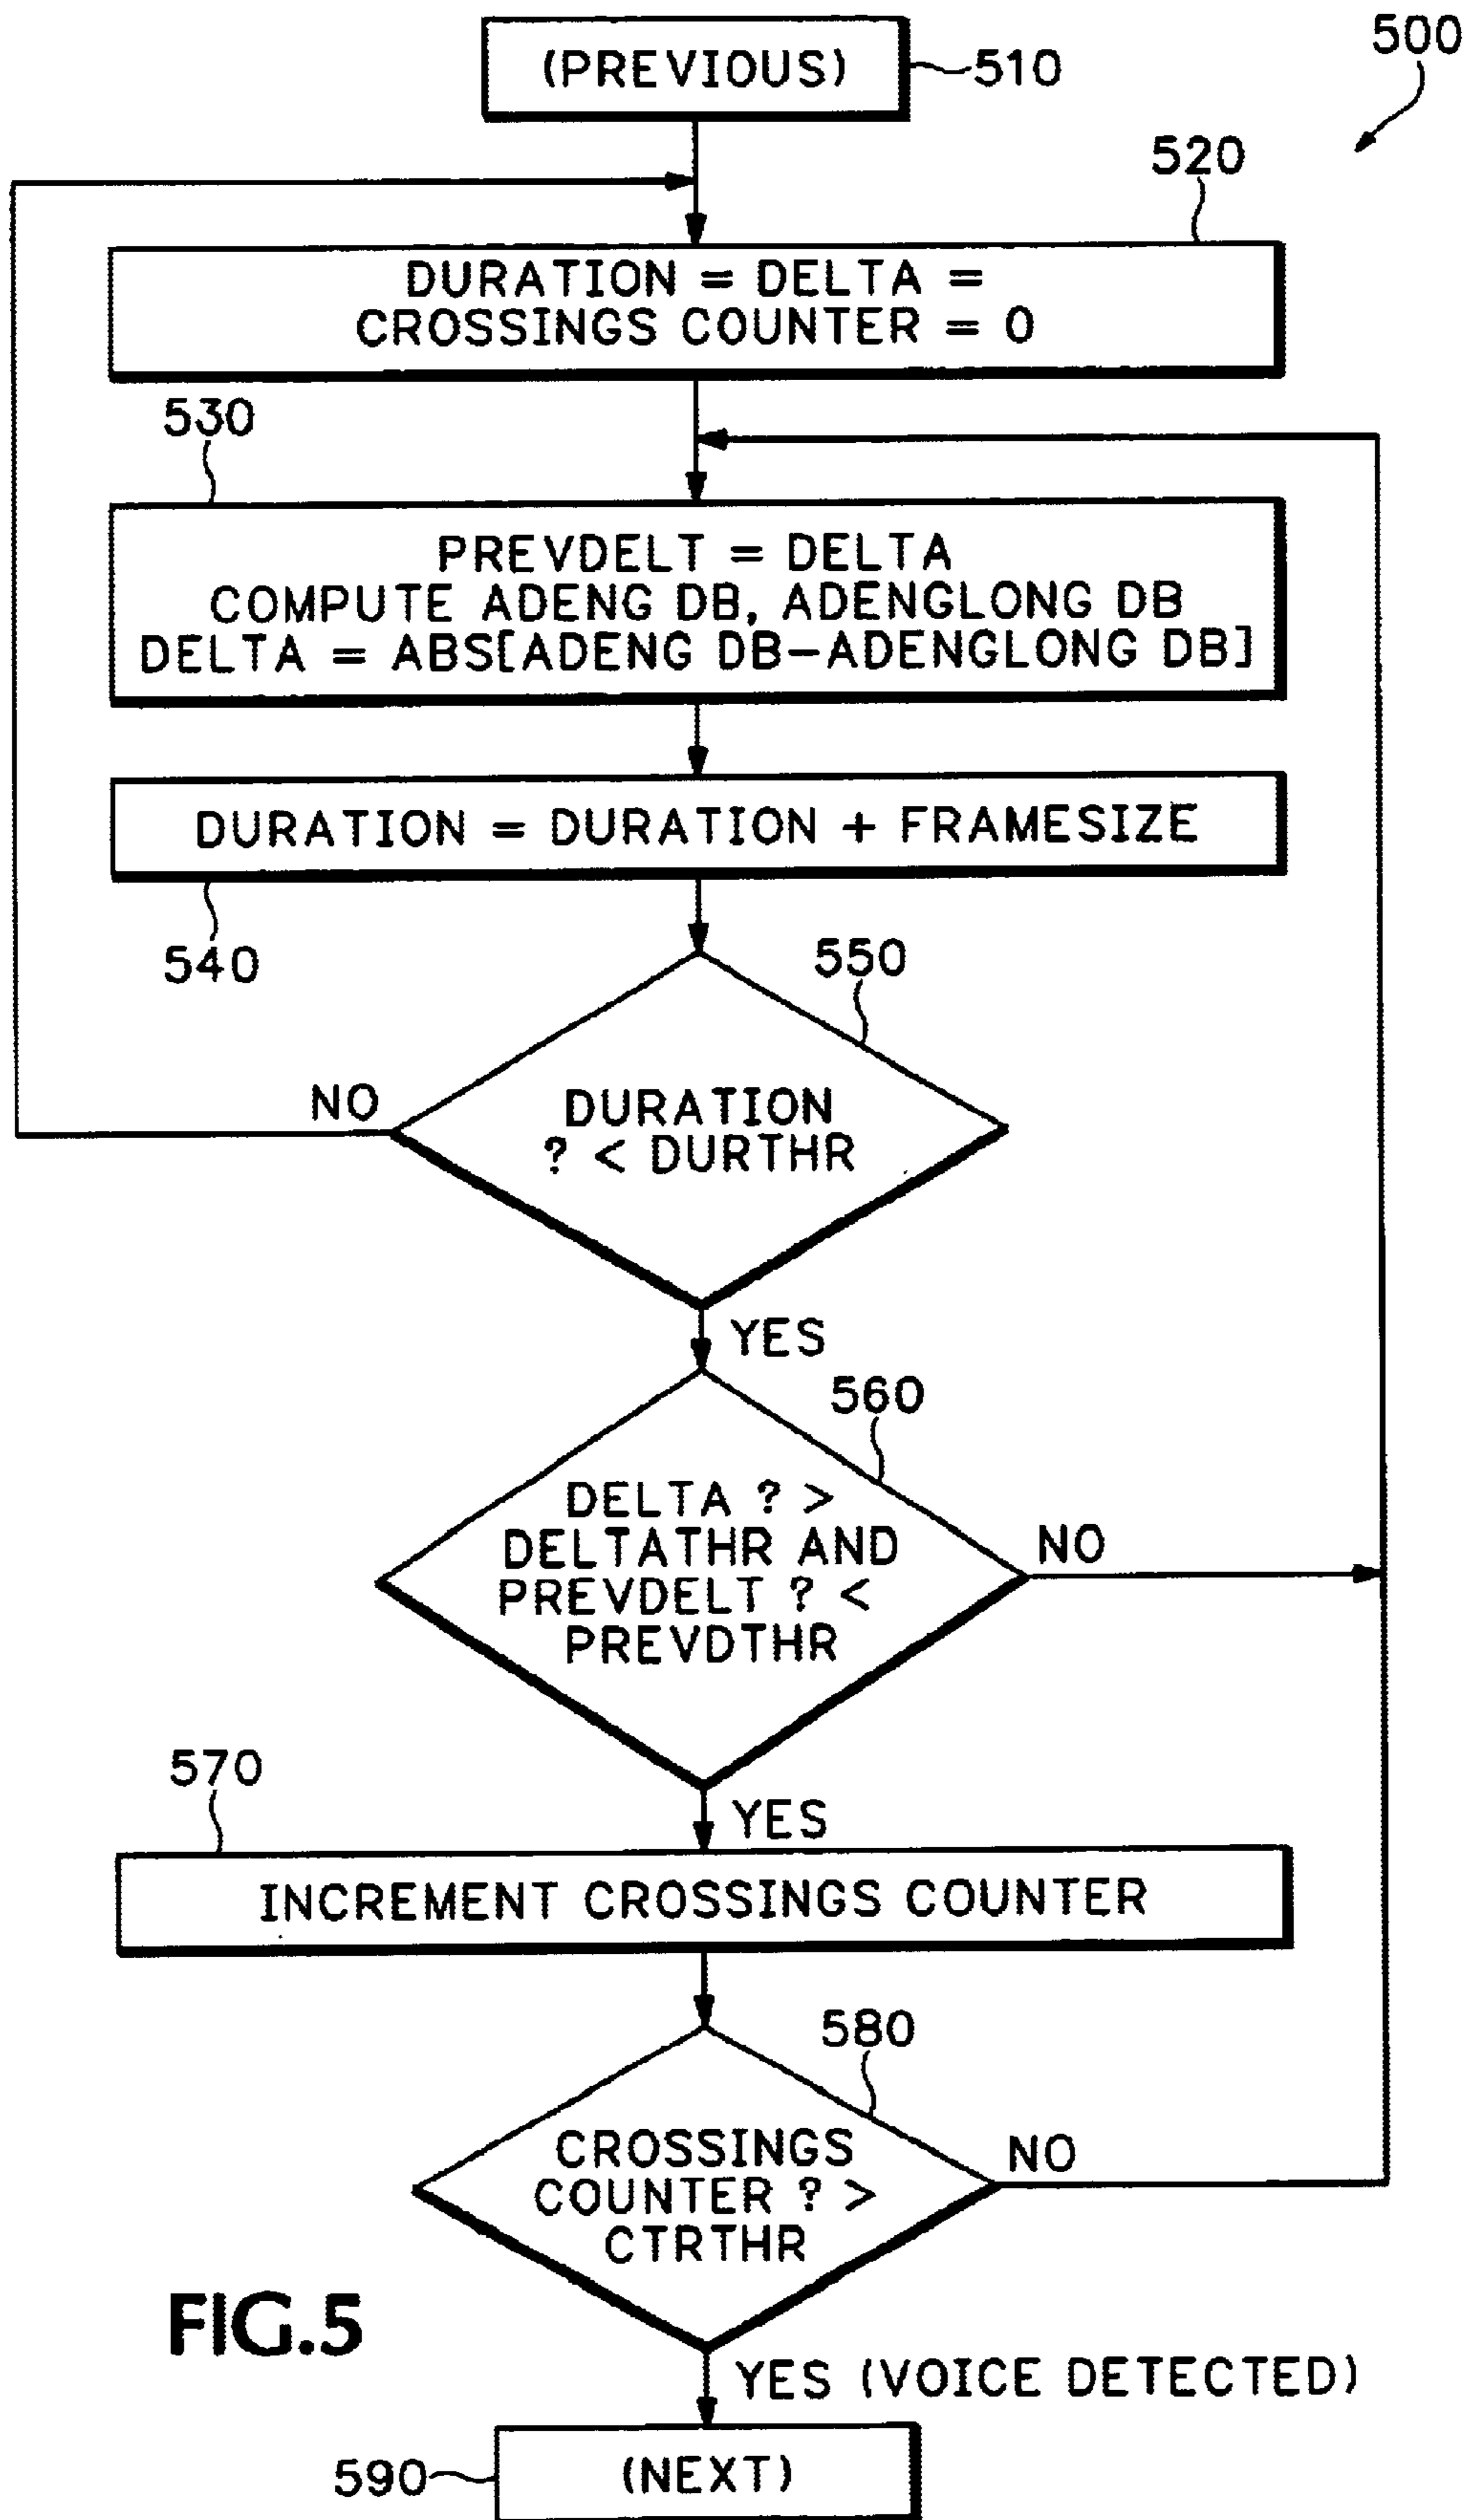 (PREVIOUS)
510
500
520
DURATION = DELTA =
CROSSINGS COUNTER = 0
530
PREVDELT = DELTA
COMPUTE ADENG DB, ADENGLONG DB
DELTA = ABS[ADENG DB-ADENGLONG DB]
DURATION = DURATION + FRAMESIZE
540
550
NO
DURATION
? < DURTHR
YES
560
DELTA ? >
DELTATHR AND
PREVDELT ? <
PREVDTHR
NO
570
YES
INCREMENT CROSSINGS COUNTER
580
CROSSINGS
COUNTER ? >
CTRTHR
NO
FIG.5
YES (VOICE DETECTED)
590
(NEXT)